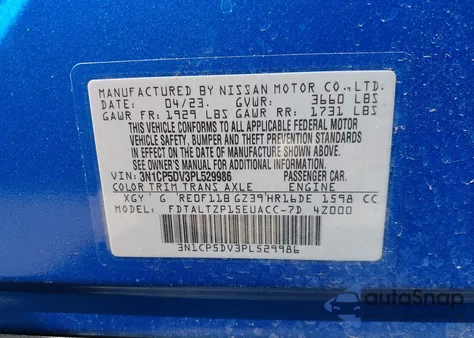 MANUFACTURED BY NISSAN MOTOR CO.,LTD.
DATE: 04/23. GVWR: 3660 LBS
GAWR FR: 1929 LBS GAWR RR: 1731 LBS
THIS VEHICLE CONFORMS TO ALL APPLICABLE FEDERAL MOTOR
VEHICLE SAFETY, BUMPER AND THEFT PREVENTION STANDARDS
IN EFFECT ON THE DATE OF MANUFACTURE SHOWN ABOVE.
SEE OWNER'S MANUAL FOR ADDITIONAL INFORMATION.
VIN: 3N1CP5DV3PL529986 PASSENGER CAR.
COLOR TRIM TRANS AXLE ENGINE
XGY G RE0F11B GZ39 HR16DE 1598 CC
MODEL: FDTALTZP15EUACC-7D 4Z000
3N1CP5DV3PL529986
autoSnap